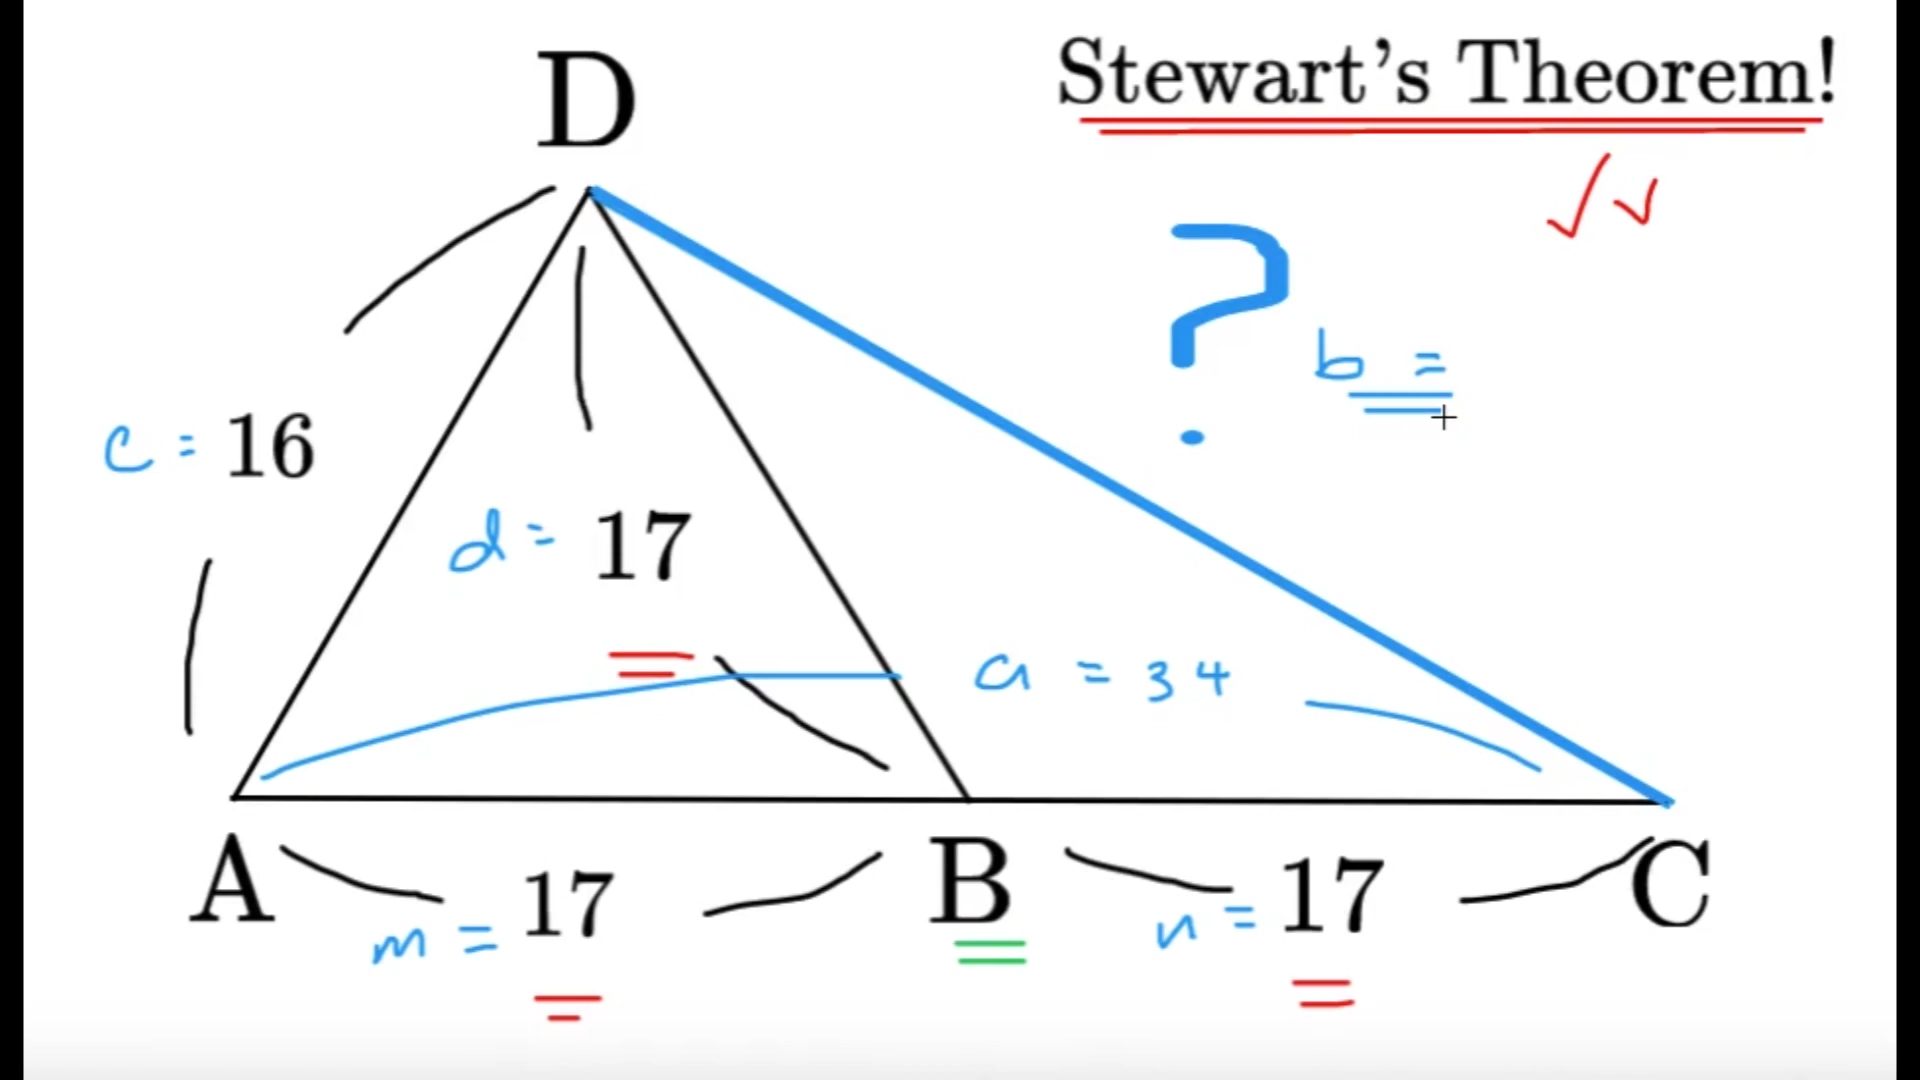 Stewart's Theorem!
D
?
b =
c = 16
d = 17
a = 34
A
B
C
m = 17
n = 17